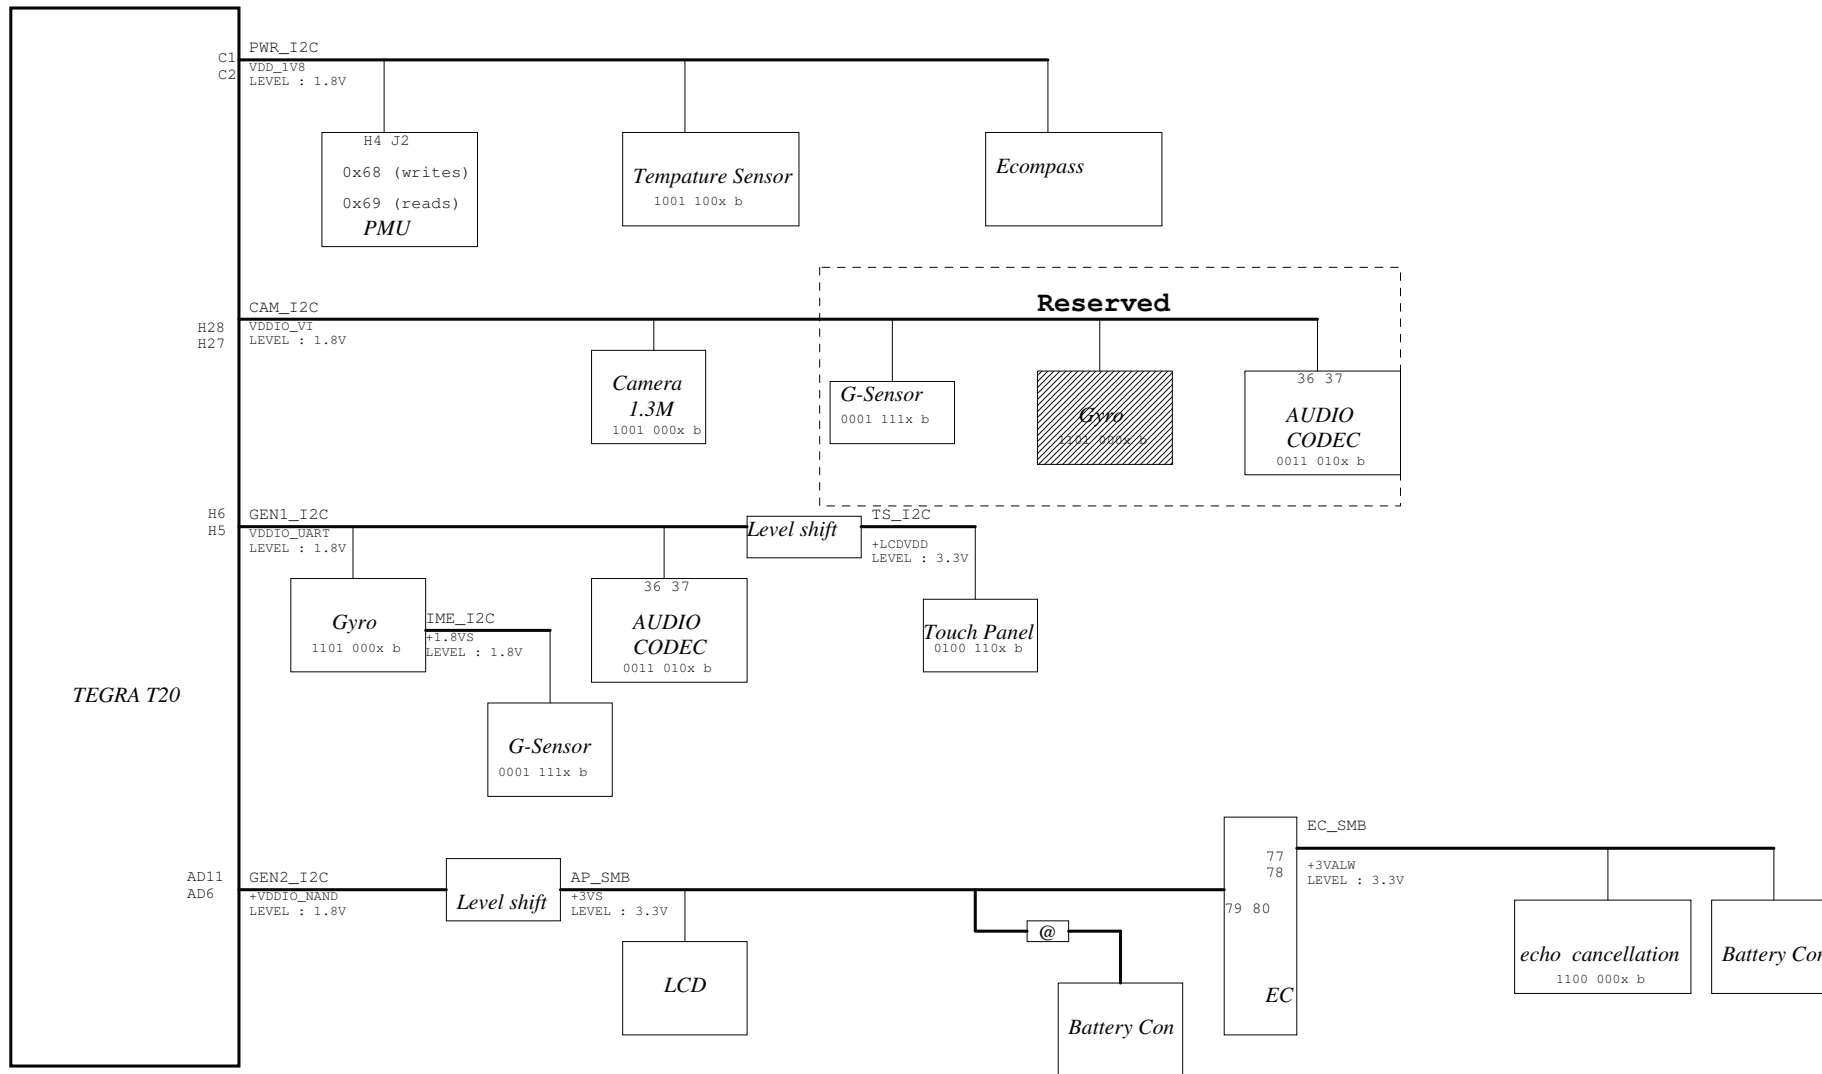 PWR_I2C
C1
VDD_1V8
C2
LEVEL : 1.8V
H4 J2
0x68 (writes)
0x69 (reads)
PMU
Tempature Sensor
1001 100x b
Ecompass
Reserved
CAM_I2C
H28
VDDIO_VI
H27
LEVEL : 1.8V
Camera
1.3M
1001 000x b
G-Sensor
0001 111x b
Gyro
1101 000x b
36 37
AUDIO
CODEC
0011 010x b
H6
GEN1_I2C
H5
VDDIO_UART
LEVEL : 1.8V
Level shift
TS_I2C
+LCDVDD
LEVEL : 3.3V
Gyro
1101 000x b
IME_I2C
+1.8VS
LEVEL : 1.8V
36 37
AUDIO
CODEC
0011 010x b
Touch Panel
0100 110x b
TEGRA T20
G-Sensor
0001 111x b
AD11
GEN2_I2C
AD6
+VDDIO_NAND
LEVEL : 1.8V
Level shift
AP_SMB
+3VS
LEVEL : 3.3V
LCD
@
Battery Con
77
78
79 80
EC
EC_SMB
+3VALW
LEVEL : 3.3V
echo cancellation
1100 000x b
Battery Con